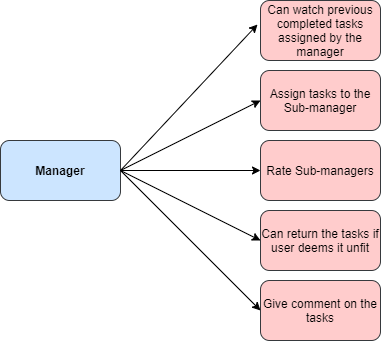 Can watch previous
completed tasks
assigned by the
manager
Assign tasks to the
Sub-manager
Manager
Rate Sub-managers
Can return the tasks if
user deems it unfit
Give comment on the
tasks